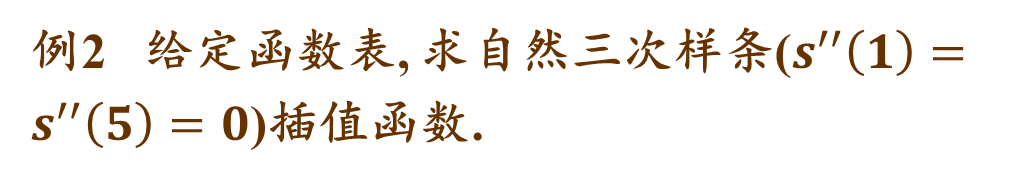 例2 给定函数表, 求自然三次样条(s′′(1) =
s′′(5) = 0)插值函数.